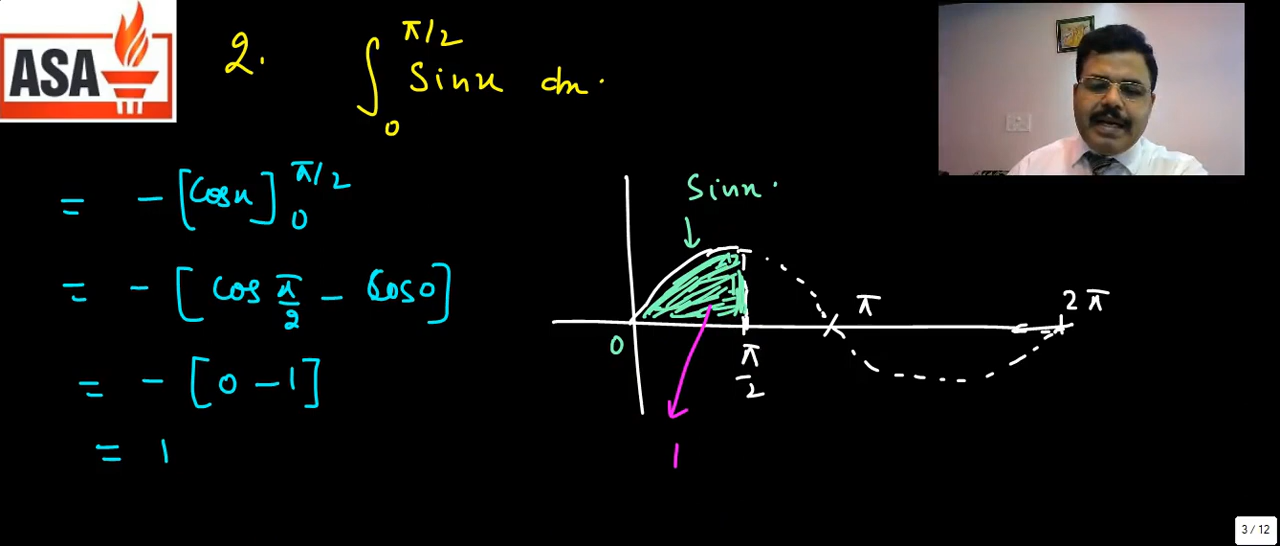 ASA
2. ∫₀^(π/2) sinx dx.
= - [cosx]₀^(π/2)
= - [cos π/2 - cos0]
= - [0 - 1]
= 1
sinx.
0
π/2
π
2π
1
3 / 12